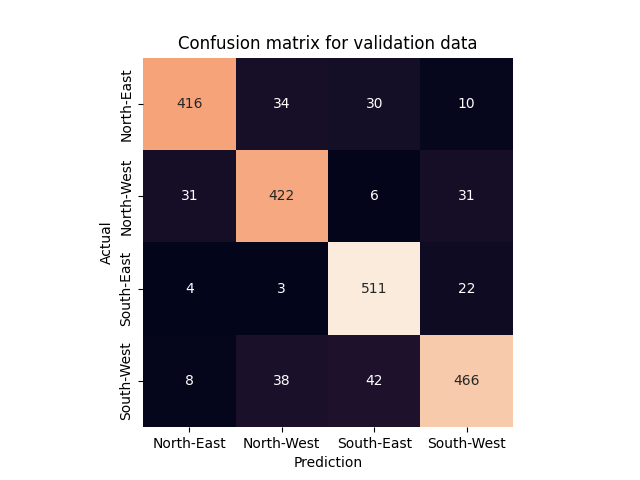 Confusion matrix for validation data
Actual
North-East
416 34 30 10
North-West
31 422 6 31
South-East
4 3 511 22
South-West
8 38 42 466
North-East North-West South-East South-West
Prediction